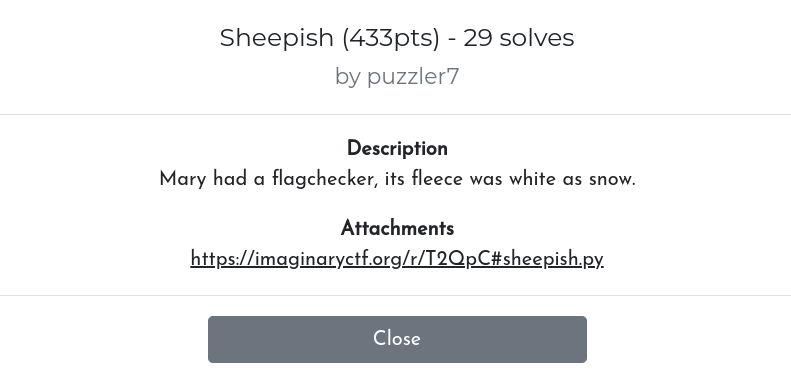 Sheepish (433pts) - 29 solves
by puzzler7
Description
Mary had a flagchecker, its fleece was white as snow.
Attachments
https://imaginaryctf.org/r/T2QpC#sheepish.py
Close